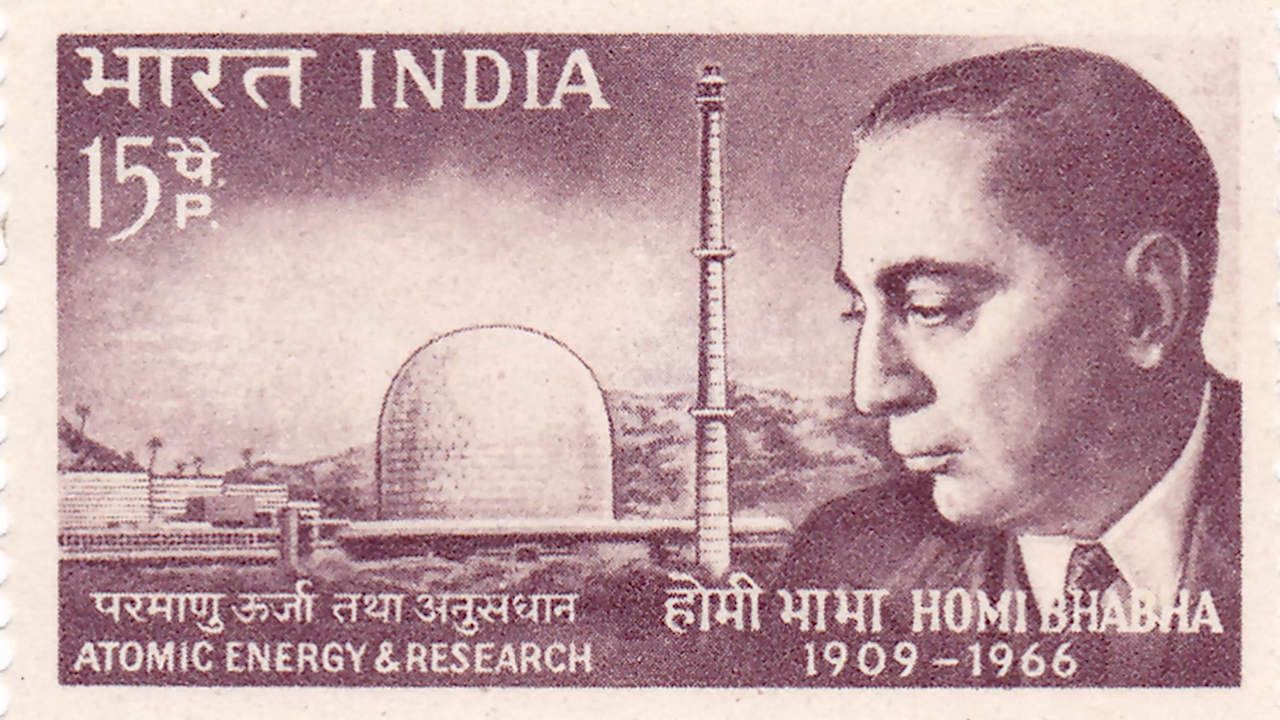 भारत INDIA
15 पै.
P.
परमाणु ऊर्जा तथा अनुसंधान
ATOMIC ENERGY & RESEARCH
होमी भाभा HOMI BHABHA
1909-1966